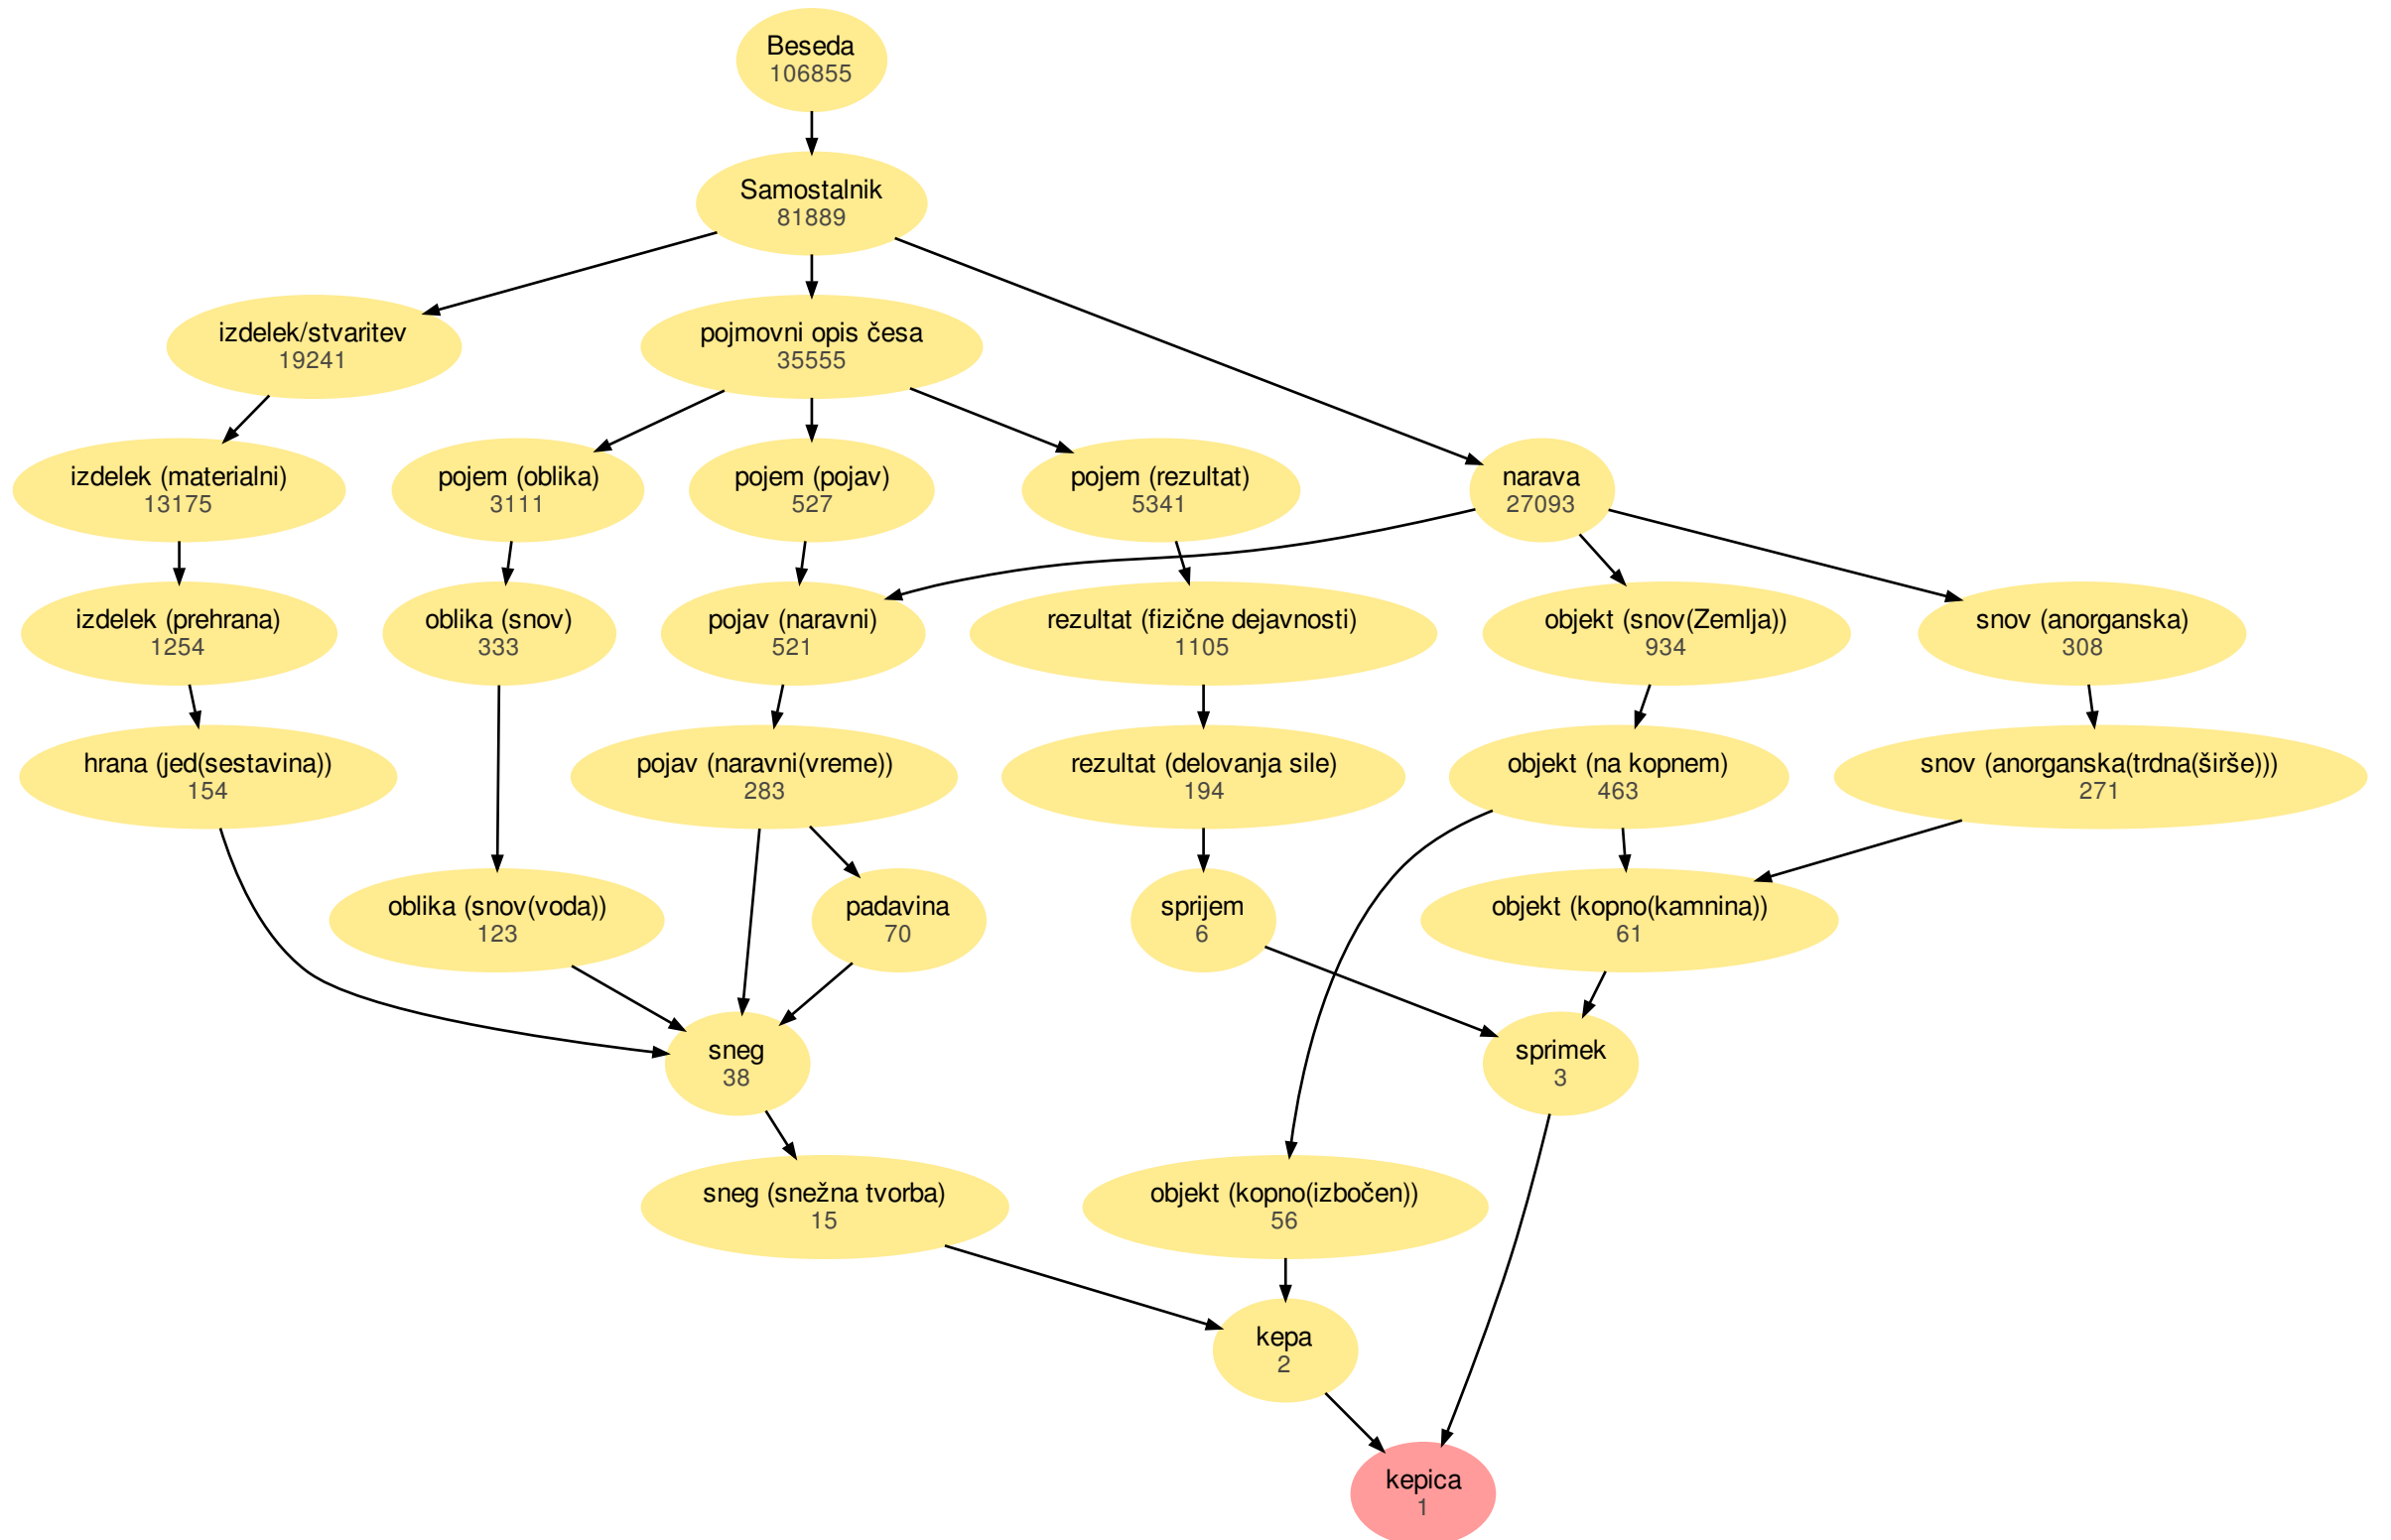 Beseda
106855
Samostalnik
81889
izdelek/stvaritev
19241
pojmovni opis česa
35555
izdelek (materialni)
13175
pojem (oblika)
3111
pojem (pojav)
527
pojem (rezultat)
5341
narava
27093
izdelek (prehrana)
1254
oblika (snov)
333
pojav (naravni)
521
rezultat (fizične dejavnosti)
1105
objekt (snov(Zemlja))
934
snov (anorganska)
308
hrana (jed(sestavina))
154
pojav (naravni(vreme))
283
rezultat (delovanja sile)
194
objekt (na kopnem)
463
snov (anorganska(trdna(širše)))
271
oblika (snov(voda))
123
padavina
70
sprijem
6
objekt (kopno(kamnina))
61
sneg
38
sprimek
3
sneg (snežna tvorba)
15
objekt (kopno(izbočen))
56
kepa
2
kepica
1